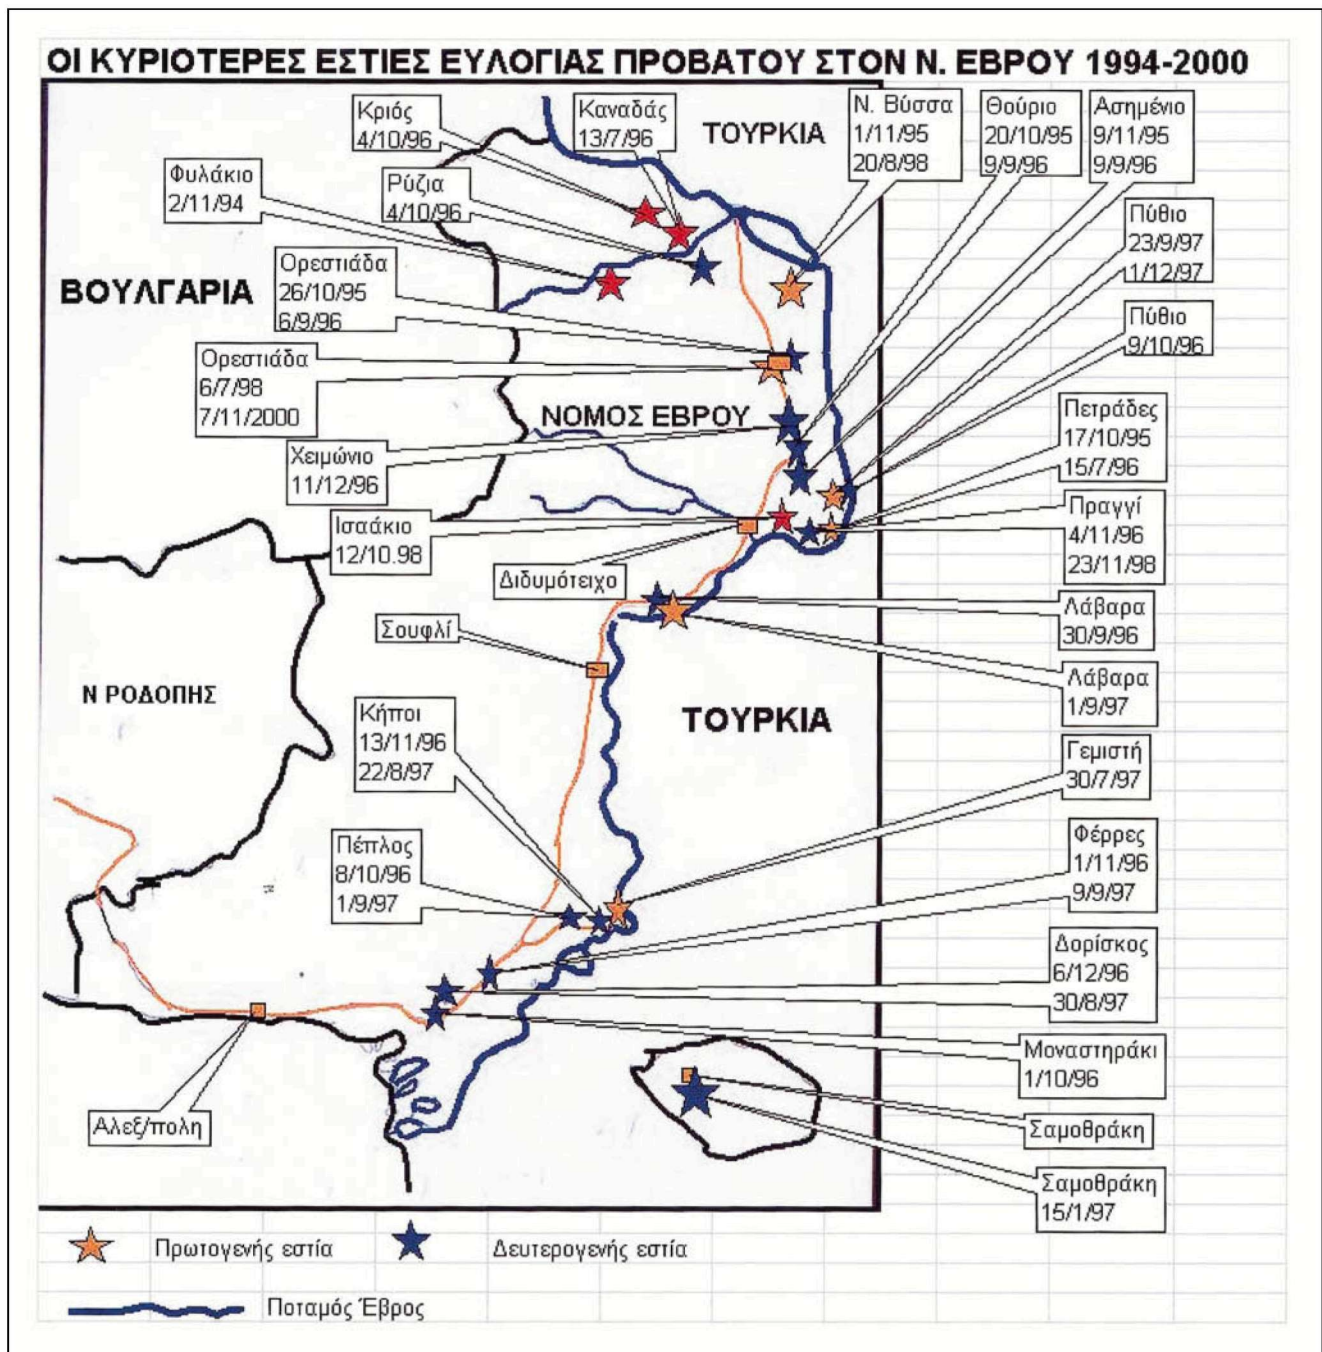 ΟΙ ΚΥΡΙΟΤΕΡΕΣ ΕΣΤΙΕΣ ΕΥΛΟΓΙΑΣ ΠΡΟΒΑΤΟΥ ΣΤΟΝ Ν. ΕΒΡΟΥ 1994-2000
Κριός
4/10/96
Καναδάς
13/7/96
ΤΟΥΡΚΙΑ
Ν. Βύσσα
1/11/95
20/8/98
Θούριο
20/10/95
9/9/96
Ασημένιο
9/11/95
9/9/96
Φυλάκιο
2/11/94
Ρύζια
4/10/96
Πύθιο
23/9/97
11/12/97
ΒΟΥΛΓΑΡΙΑ
Ορεστιάδα
26/10/95
6/9/96
Πύθιο
9/10/96
Ορεστιάδα
6/7/98
7/11/2000
ΝΟΜΟΣ ΕΒΡΟΥ
Πετράδες
17/10/95
15/7/96
Χειμώνιο
11/12/96
Πραγγί
4/11/96
23/11/98
Ισαάκιο
12/10.98
Διδυμότειχο
Λάβαρα
30/9/96
Σουφλί
Λάβαρα
1/9/97
Ν ΡΟΔΟΠΗΣ
ΤΟΥΡΚΙΑ
Κήποι
13/11/96
22/8/97
Γεμιστή
30/7/97
Πέπλος
8/10/96
1/9/97
Φέρρες
1/11/96
9/9/97
Δορίσκος
6/12/96
30/8/97
Μοναστηράκι
1/10/96
Αλεξ/πολη
Σαμοθράκη
Σαμοθράκη
15/1/97
Πρωτογενής εστία
Δευτερογενής εστία
Ποταμός Έβρος